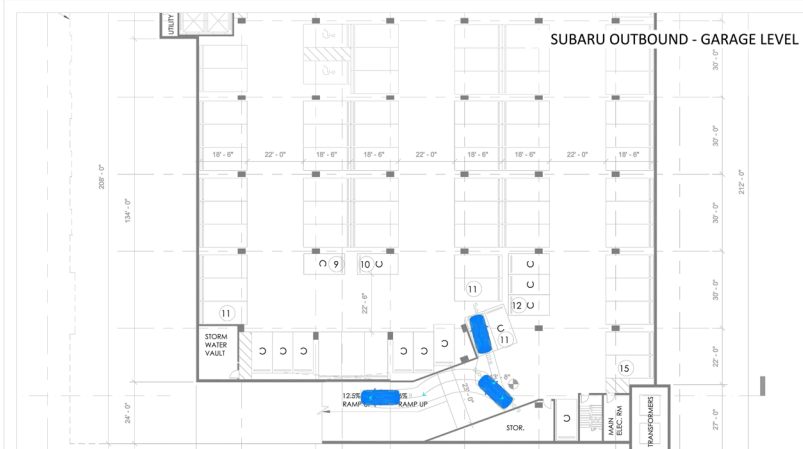 UTILITY
SUBARU OUTBOUND - GARAGE LEVEL
30' - 0"
30' - 0"
18' - 6"
22' - 0"
18' - 6"
18' - 6"
22' - 0"
18' - 6"
18' - 6"
22' - 0"
18' - 6"
208' - 0"
134' - 0"
212' - 0"
30' - 0"
C 9
10 C
C
C
12 C
30' - 0"
11
11
22' - 6"
C
11
STORM
WATER
VAULT
C C C
C C C
22' - 0"
15
12.5%
RAMP UP
RAMP UP
23' - 0"
24' - 0"
STOR.
C
MAIN
ELEC. RM
TRANSFORMERS
27' - 0"